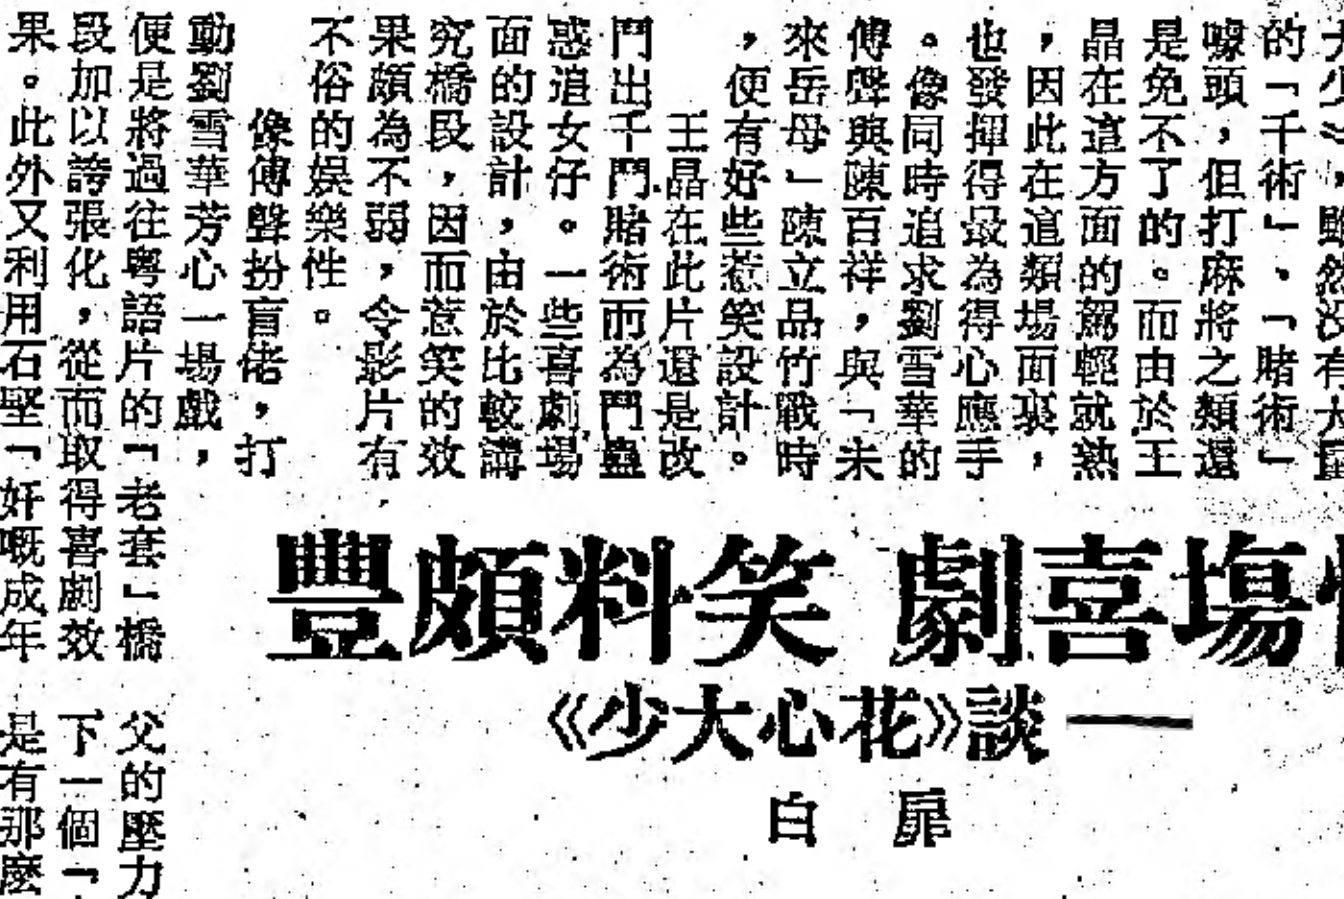 的「千術」、「賭術」
噱頭，但打麻將之類還
是免不了的。而由於王
晶在這方面的駕輕就熟
，因此在這類場面裏，
也發揮得最為得心應手
。像同時追求劉雪華的
傅聲與陳百祥，與「未
來岳母」陳立品竹戰時
，便有好些惹笑設計。
王晶在此片還是改
鬥出千鬥賭術而為鬥蠱
惑追女仔。一些喜劇場
面的設計，由於比較講
究橋段，因而惹笑的效
果頗為不弱，令影片有
不俗的娛樂性。
像傅聲扮盲佬，打
動劉雪華芳心一場戲，
便是將過往粵語片的「老套」橋
段加以誇張化，從而取得喜劇效
果。此外又利用石堅「奸嘅成年
場喜劇 笑料頗豐
——談《花心大少》
扉白
父的壓力
下一個「
是有那麼